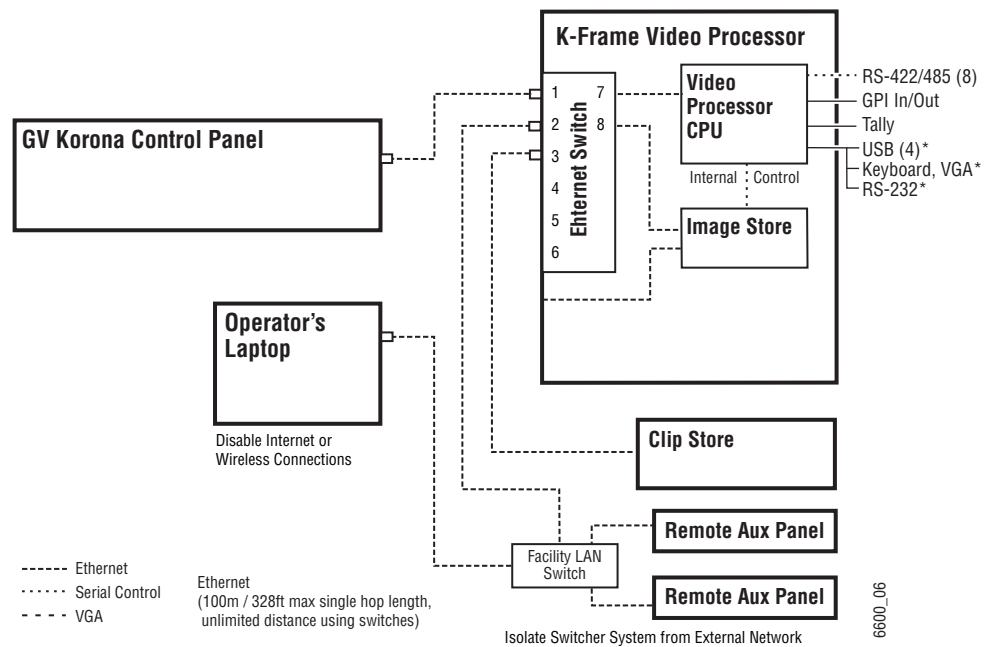 K-Frame Video Processor
Ehternet Switch
1
2
3
4
5
6
7
8
Video
Processor
CPU
Internal
Control
Image Store
RS-422/485 (8)
GPI In/Out
Tally
USB (4)*
Keyboard, VGA*
RS-232*
GV Korona Control Panel
Operator's
Laptop
Disable Internet or
Wireless Connections
Clip Store
Remote Aux Panel
Facility LAN
Switch
Remote Aux Panel
Ethernet
Serial Control
VGA
Ethernet
(100m / 328ft max single hop length,
unlimited distance using switches)
Isolate Switcher System from External Network
6600_06